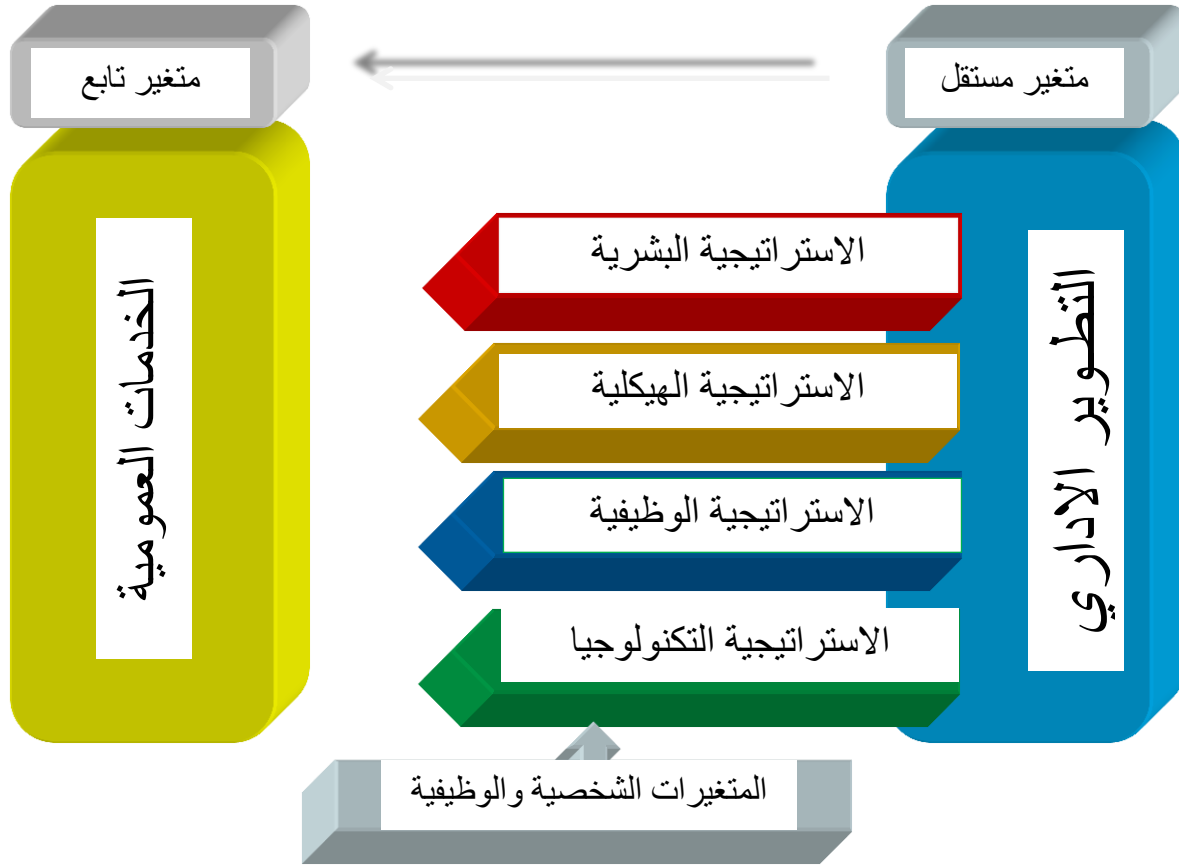 متغير مستقل
متغير تابع
التطوير الاداري
الاستراتيجية البشرية
الاستراتيجية الهيكلية
الاستراتيجية الوظيفية
الاستراتيجية التكنولوجيا
الخدمات العمومية
المتغيرات الشخصية والوظيفية